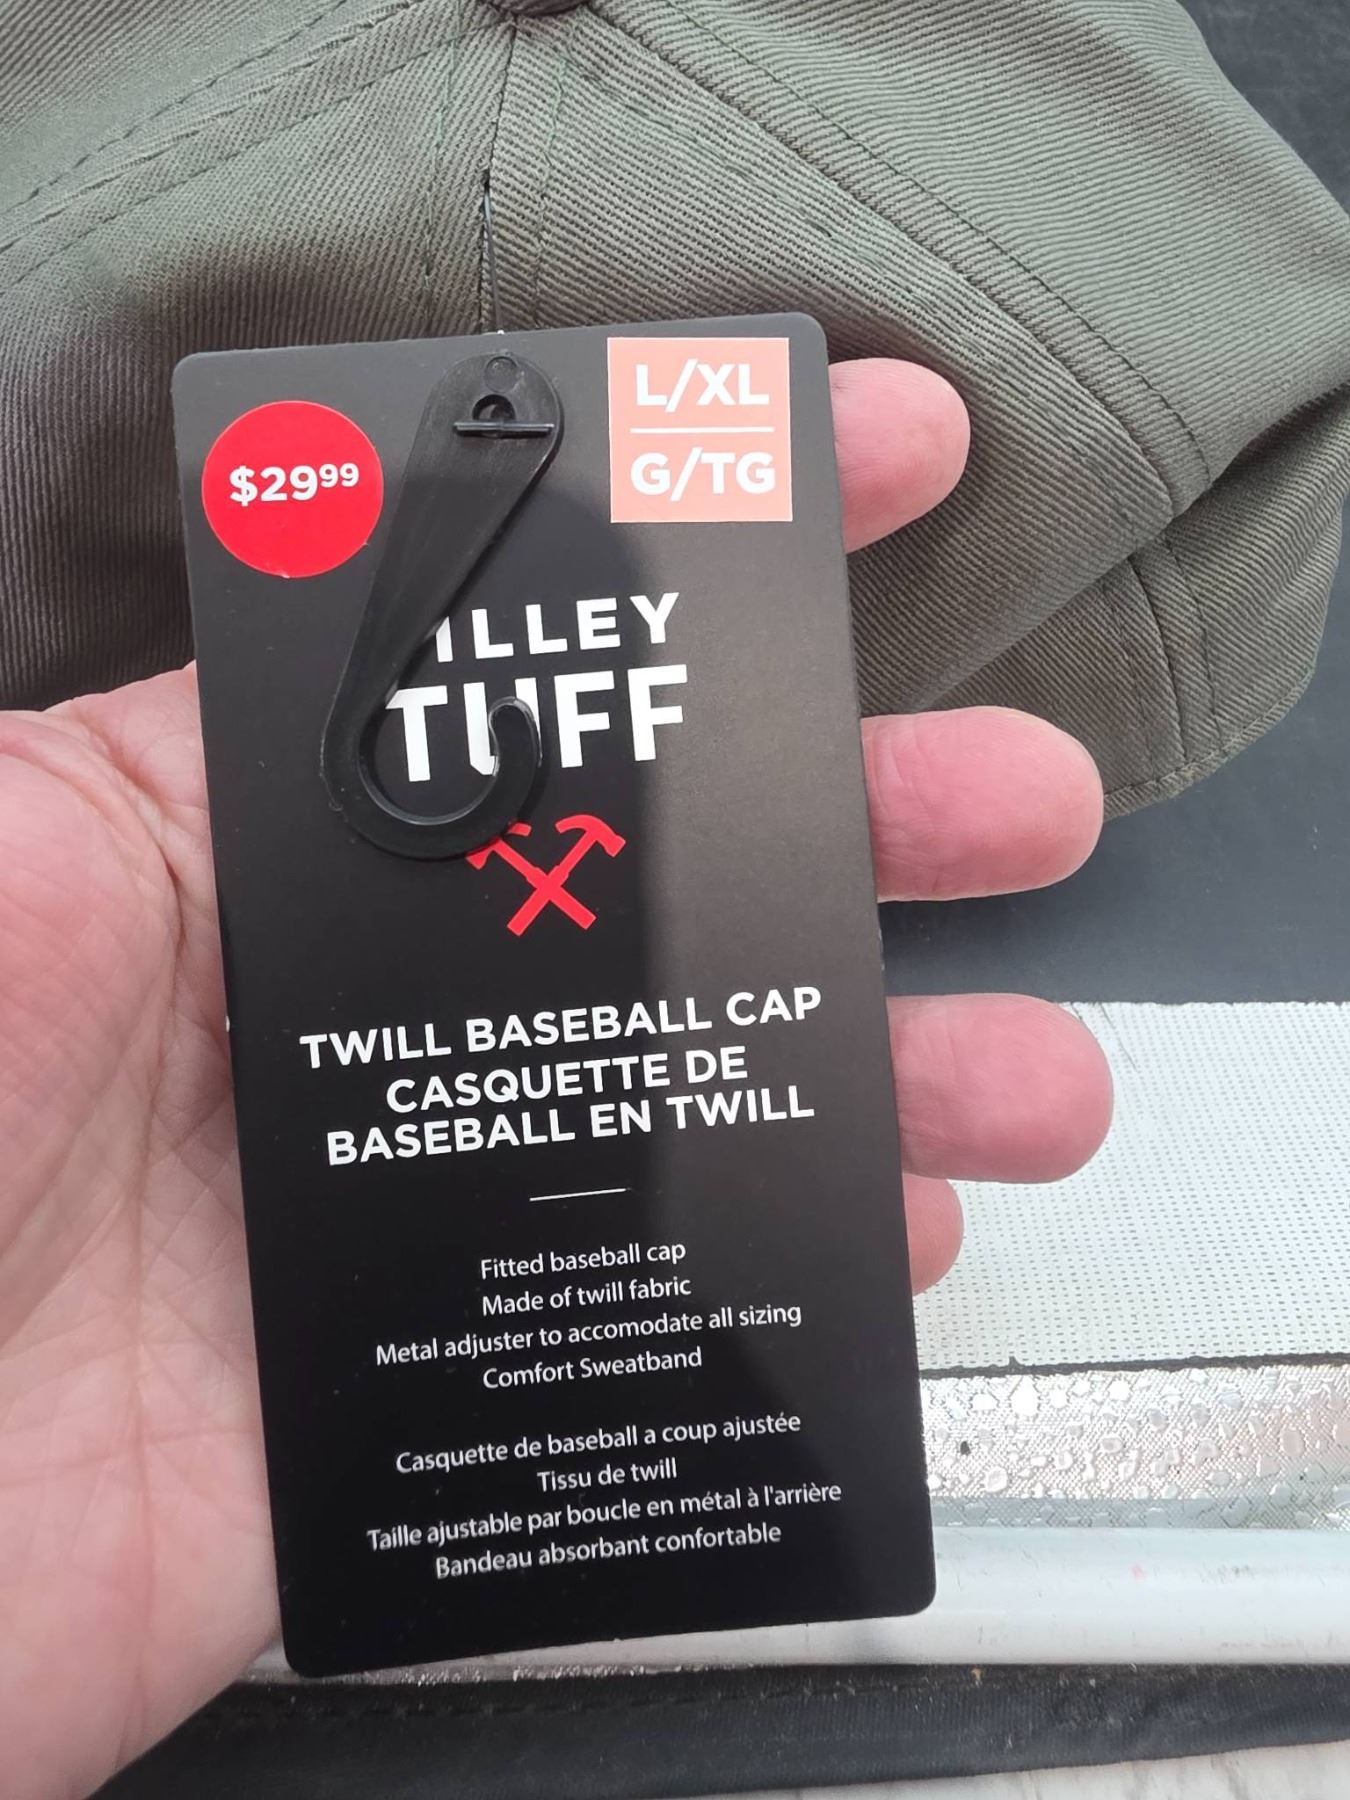 $29.99
L/XL
G/TG
ILLEY
TUFF
TWILL BASEBALL CAP
CASQUETTE DE
BASEBALL EN TWILL
Fitted baseball cap
Made of twill fabric
Metal adjuster to accomodate all sizing
Comfort Sweatband
Casquette de baseball a coup ajustée
Tissu de twill
Taille ajustable par boucle en métal à l'arrière
Bandeau absorbant confortable